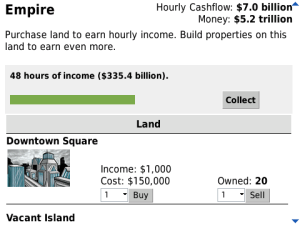 Empire
Hourly Cashflow: $7.0 billion
Money: $5.2 trillion
Purchase land to earn hourly income. Build properties on this
land to earn even more.
48 hours of income ($335.4 billion).
Collect
Land
Downtown Square
Income: $1,000
Cost: $150,000
Owned: 20
1 Buy
1 Sell
Vacant Island